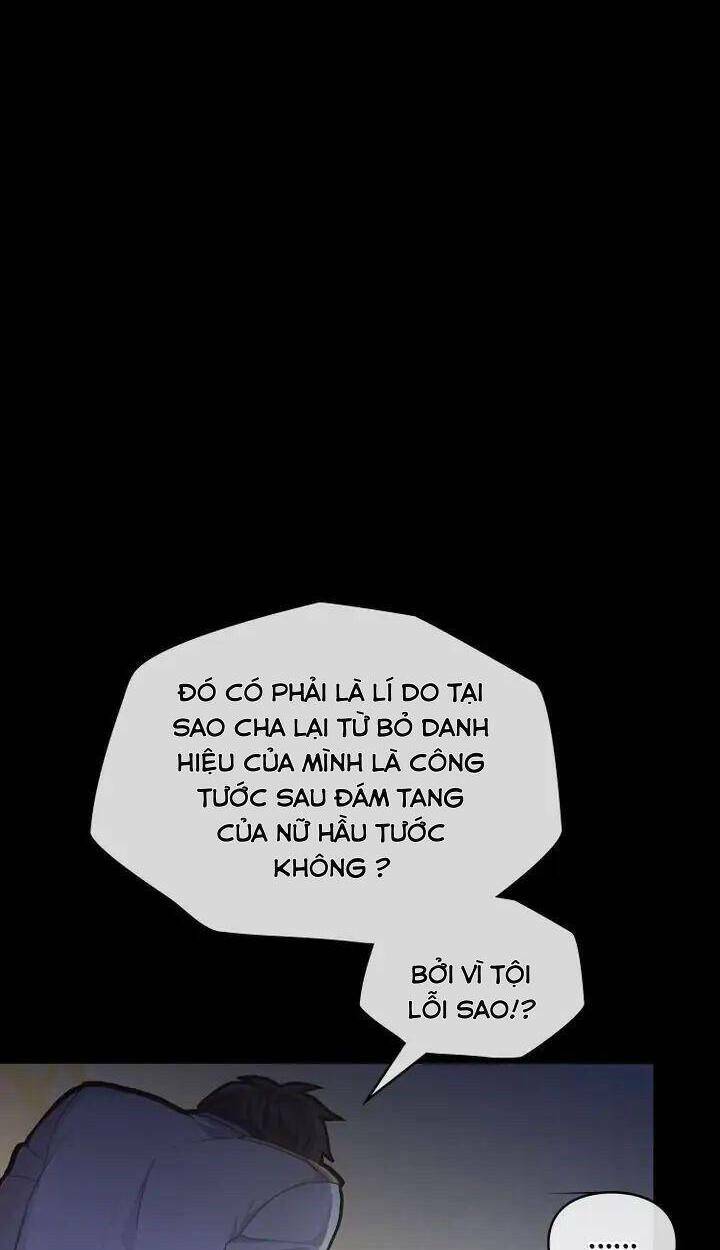 ĐÓ CÓ PHẢI LÀ LÍ DO TẠI
SAO CHA LẠI TỪ BỎ DANH
HIỆU CỦA MÌNH LÀ CÔNG
TƯỚC SAU ĐÁM TANG
CỦA NỮ HẦU TƯỚC
KHÔNG ?
BỞI VÌ TỘI
LỖI SAO!?
......